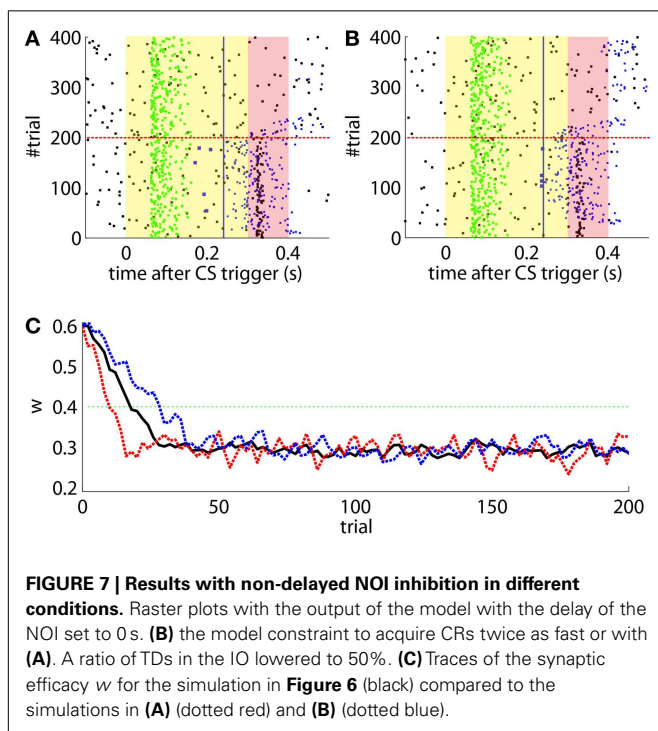 A
B
400
300
200
100
0
#trial
0
0.2
0.4
time after CS trigger (s)
400
300
200
100
0
#trial
0
0.2
0.4
time after CS trigger (s)
C
0.6
0.5
0.4
0.3
0.2
w
0
50
100
150
200
trial
FIGURE 7 | Results with non-delayed NOI inhibition in different
conditions. Raster plots with the output of the model with the delay of the
NOI set to 0 s. (B) the model constraint to acquire CRs twice as fast or with
(A). A ratio of TDs in the IO lowered to 50%. (C) Traces of the synaptic
efficacy w for the simulation in Figure 6 (black) compared to the
simulations in (A) (dotted red) and (B) (dotted blue).